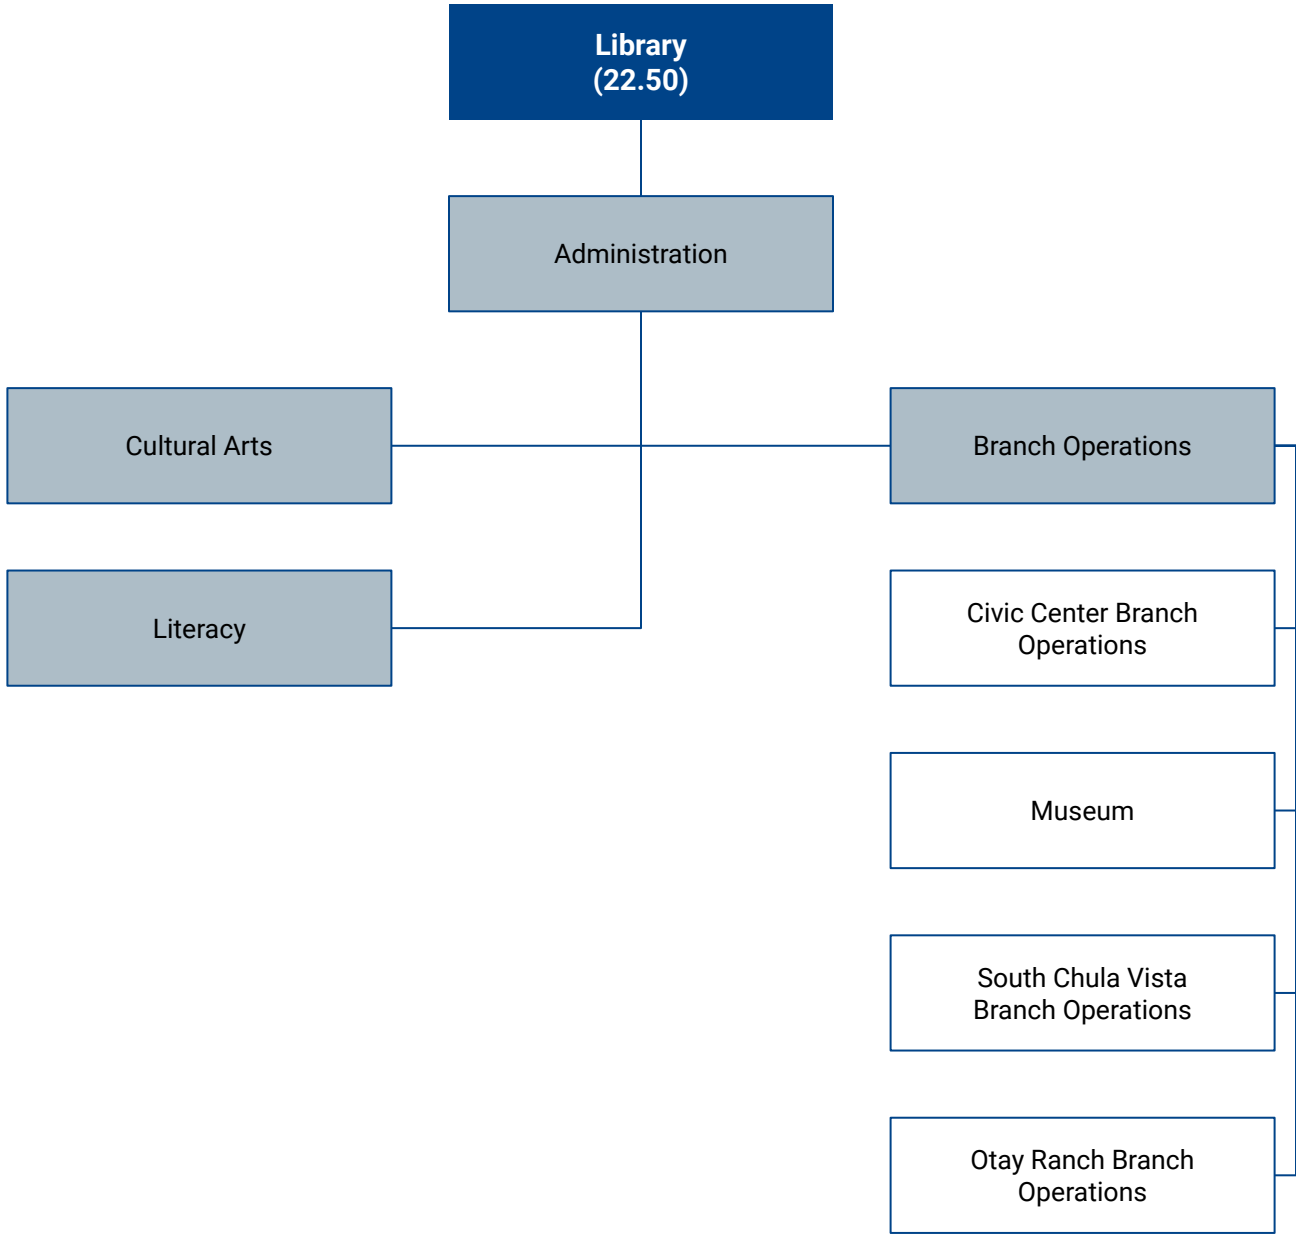 Library
(22.50)
Administration
Cultural Arts
Branch Operations
Literacy
Civic Center Branch
Operations
Museum
South Chula Vista
Branch Operations
Otay Ranch Branch
Operations